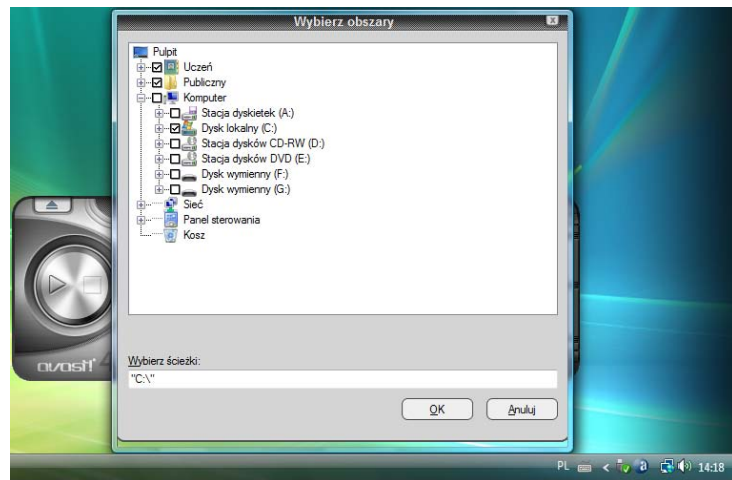 Wybierz obszary
Pulpit
Uczeń
Publiczny
Komputer
Stacja dyskietek (A:)
Dysk lokalny (C:)
Stacja dysków CD-RW (D:)
Stacja dysków DVD (E:)
Dysk wymienny (F:)
Dysk wymienny (G:)
Sieć
Panel sterowania
Kosz
avast! 4
Wybierz ścieżki:
"C:\"
OK
Anuluj
PL
14:18